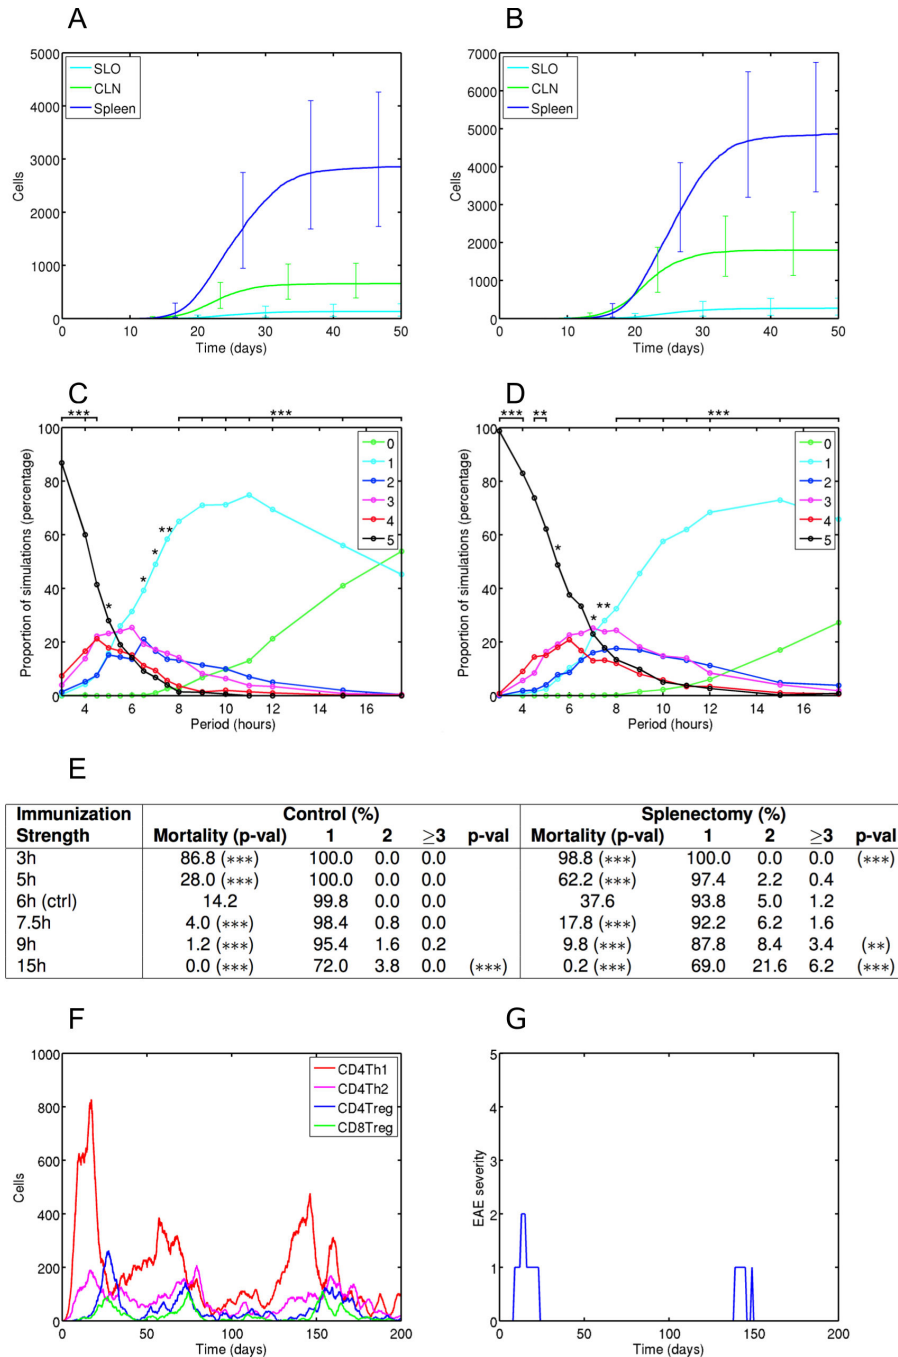 A
B
5000
4000
3000
2000
1000
0
Cells
SLO
CLN
Spleen
0 10 20 30 40 50
Time (days)
7000
6000
5000
4000
3000
2000
1000
0
Cells
SLO
CLN
Spleen
0 10 20 30 40 50
Time (days)
C
D
*** ***
100
80
60
40
20
0
Proportion of simulations (percentage)
0
1
2
3
4
5
**
*
*
*
4 6 8 10 12 14 16
Period (hours)
*** ** ***
100
80
60
40
20
0
Proportion of simulations (percentage)
0
1
2
3
4
5
*
**
*
4 6 8 10 12 14 16
Period (hours)
E
Immunization Control (%) Splenectomy (%)
Strength Mortality (p-val) 1 2 ≥3 p-val Mortality (p-val) 1 2 ≥3 p-val
3h 86.8 (***) 100.0 0.0 0.0 98.8 (***) 100.0 0.0 0.0 (***)
5h 28.0 (***) 100.0 0.0 0.0 62.2 (***) 97.4 2.2 0.4
6h (ctrl) 14.2 99.8 0.0 0.0 37.6 93.8 5.0 1.2
7.5h 4.0 (***) 98.4 0.8 0.0 17.8 (***) 92.2 6.2 1.6
9h 1.2 (***) 95.4 1.6 0.2 9.8 (***) 87.8 8.4 3.4 (**)
15h 0.0 (***) 72.0 3.8 0.0 (***) 0.2 (***) 69.0 21.6 6.2 (***)
F
G
1000
800
600
400
200
0
Cells
CD4Th1
CD4Th2
CD4Treg
CD8Treg
0 50 100 150 200
Time (days)
5
4
3
2
1
0
EAE severity
0 50 100 150 200
Time (days)